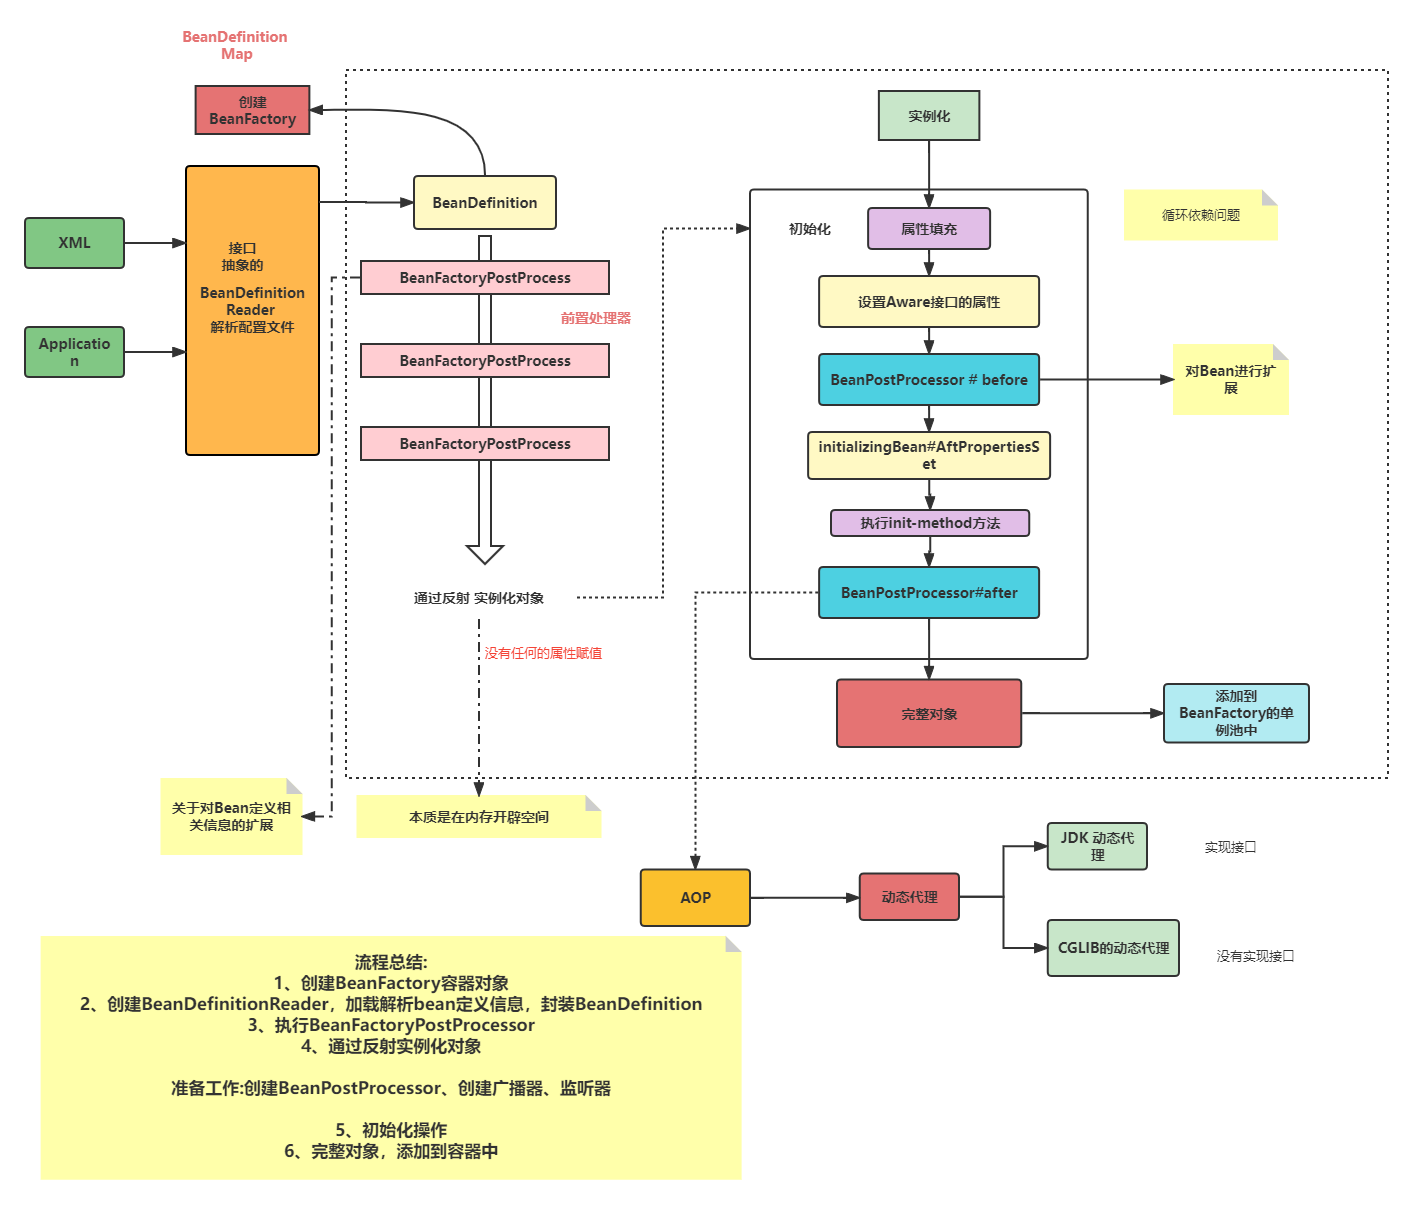 BeanDefinition
Map
创建
BeanFactory
XML
Applicatio
n
接口
抽象的
BeanDefinition
Reader
解析配置文件
BeanDefinition
BeanFactoryPostProcess
前置处理器
BeanFactoryPostProcess
BeanFactoryPostProcess
通过反射 实例化对象
没有任何的属性赋值
实例化
初始化
属性填充
设置Aware接口的属性
BeanPostProcessor # before
initializingBean#AftPropertiesS
et
执行init-method方法
BeanPostProcessor#after
完整对象
循环依赖问题
对Bean进行扩
展
添加到
BeanFactory的单
例池中
关于对Bean定义相
关信息的扩展
本质是在内存开辟空间
AOP
动态代理
JDK 动态代
理
实现接口
CGLIB的动态代理
没有实现接口
流程总结:
1、创建BeanFactory容器对象
2、创建BeanDefinitionReader，加载解析bean定义信息，封装BeanDefinition
3、执行BeanFactoryPostProcessor
4、通过反射实例化对象
准备工作:创建BeanPostProcessor、创建广播器、监听器
5、初始化操作
6、完整对象，添加到容器中